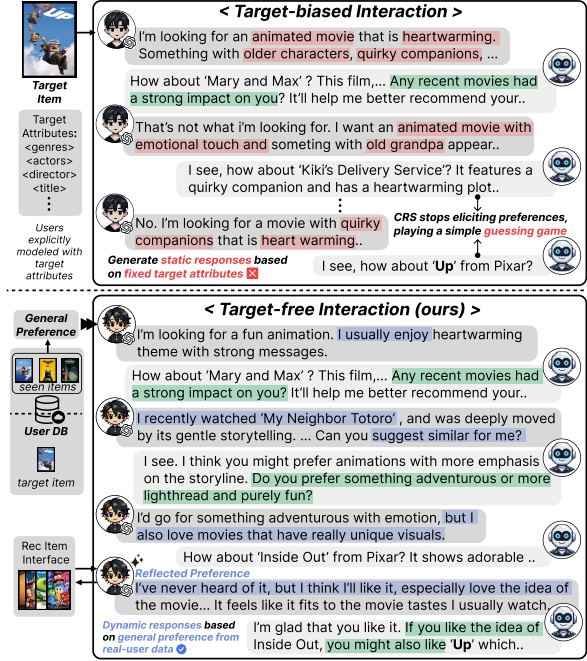 < Target-biased Interaction >
UP
Target
Item
Target
Attributes:
<genres>
<actors>
<director>
<title>
⋮
Users
explicitly
modeled with
target
attributes
I'm looking for an animated movie that is heartwarming.
Something with older characters, quirky companions, ...
How about 'Mary and Max' ? This film,... Any recent movies had
a strong impact on you? It'll help me better recommend your..
That's not what i'm looking for. I want an animated movie with
emotional touch and someting with old grandpa appear..
I see, how about 'Kiki's Delivery Service'? It features a
quirky companion and has a heartwarming plot..
⋮
No. I'm looking for a movie with quirky
companions that is heart warming..
CRS stops eliciting preferences,
playing a simple guessing game
Generate static responses based
on fixed target attributes
I see, how about 'Up' from Pixar?
< Target-free Interaction (ours) >
General
Preference
seen items
User DB
target item
Rec Item
Interface
I'm looking for a fun animation. I usually enjoy heartwarming
theme with strong messages.
How about 'Mary and Max' ? This film,... Any recent movies had
a strong impact on you? It'll help me better recommend your..
I recently watched 'My Neighbor Totoro' , and was deeply moved
by its gentle storytelling. ... Can you suggest similar for me?
I see. I think you might prefer animations with more emphasis
on the storyline. Do you prefer something adventurous or more
lighthread and purely fun?
I'd go for something adventurous with emotion, but I
also love movies that have really unique visuals.
How about 'Inside Out' from Pixar? It shows adorable ..
Reflected Preference
I've never heard of it, but I think I'll like it, especially love the idea of
the movie... It feels like it fits to the movie tastes I usually watch.
Dynamic responses based
on general preference from
real-user data
I'm glad that you like it. If you like the idea of
Inside Out, you might also like 'Up' which..